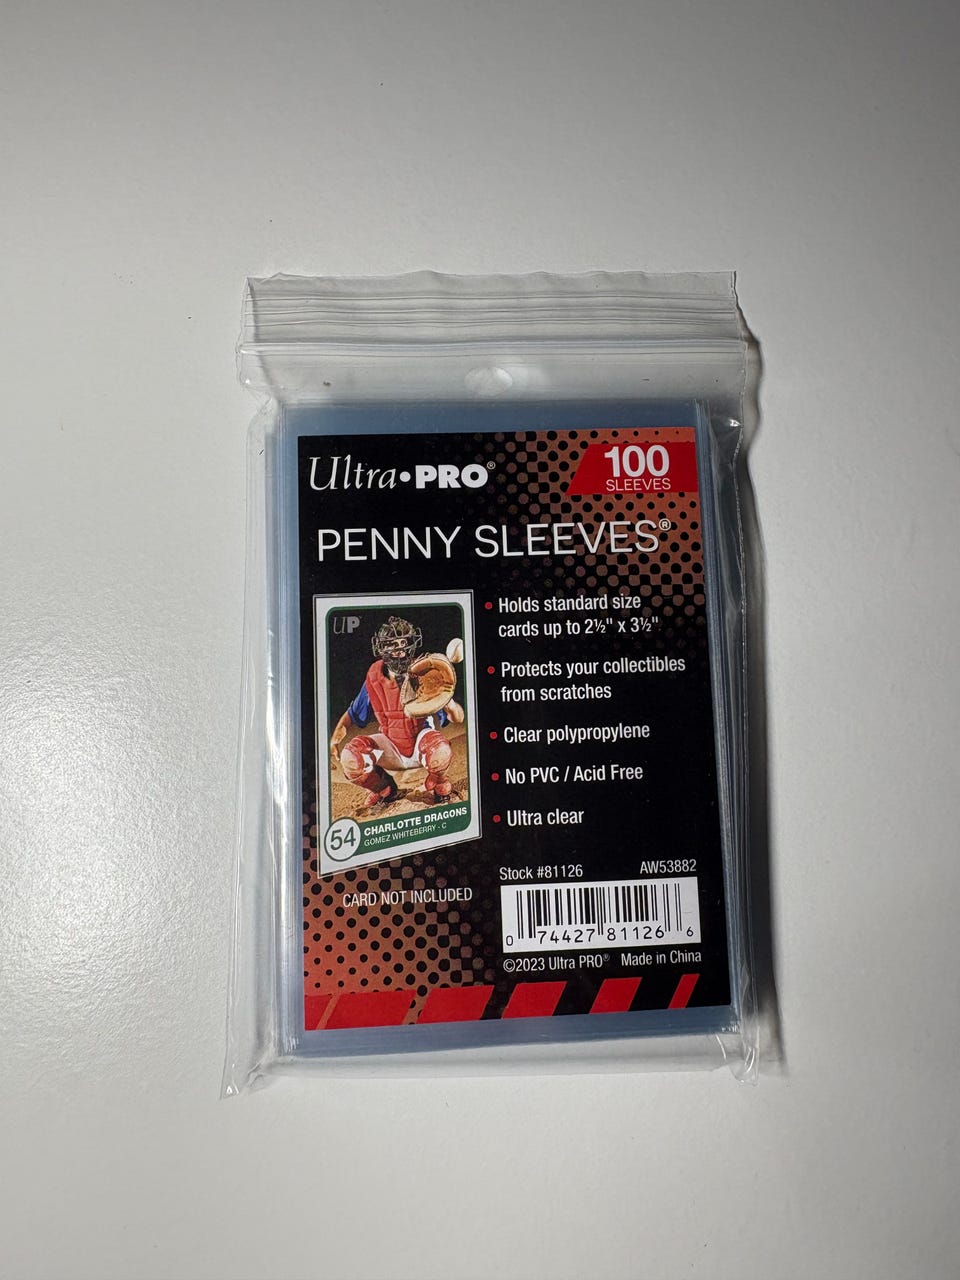 Ultra•PRO®
100
SLEEVES
PENNY SLEEVES®
• Holds standard size
cards up to 2½" x 3½"
• Protects your collectibles
from scratches
• Clear polypropylene
• No PVC / Acid Free
• Ultra clear
UP
54
CHARLOTTE DRAGONS
GOMEZ WHITEBERRY - C
CARD NOT INCLUDED
Stock #81126 AW53882
0 74427 81126 6
©2023 Ultra PRO® Made in China